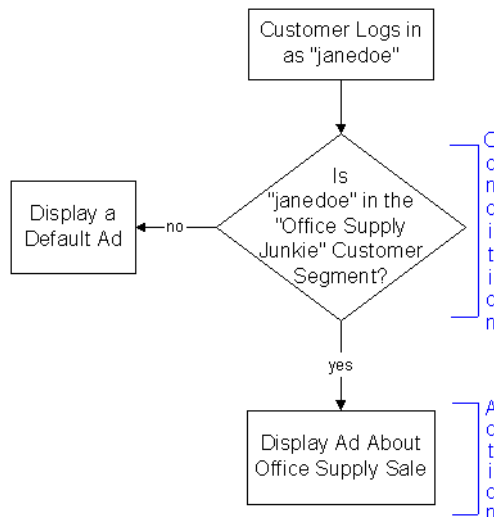 Customer Logs in
as "janedoe"
Is
"janedoe" in the
"Office Supply
Junkie" Customer
Segment?
no
Display a
Default Ad
yes
Display Ad About
Office Supply Sale